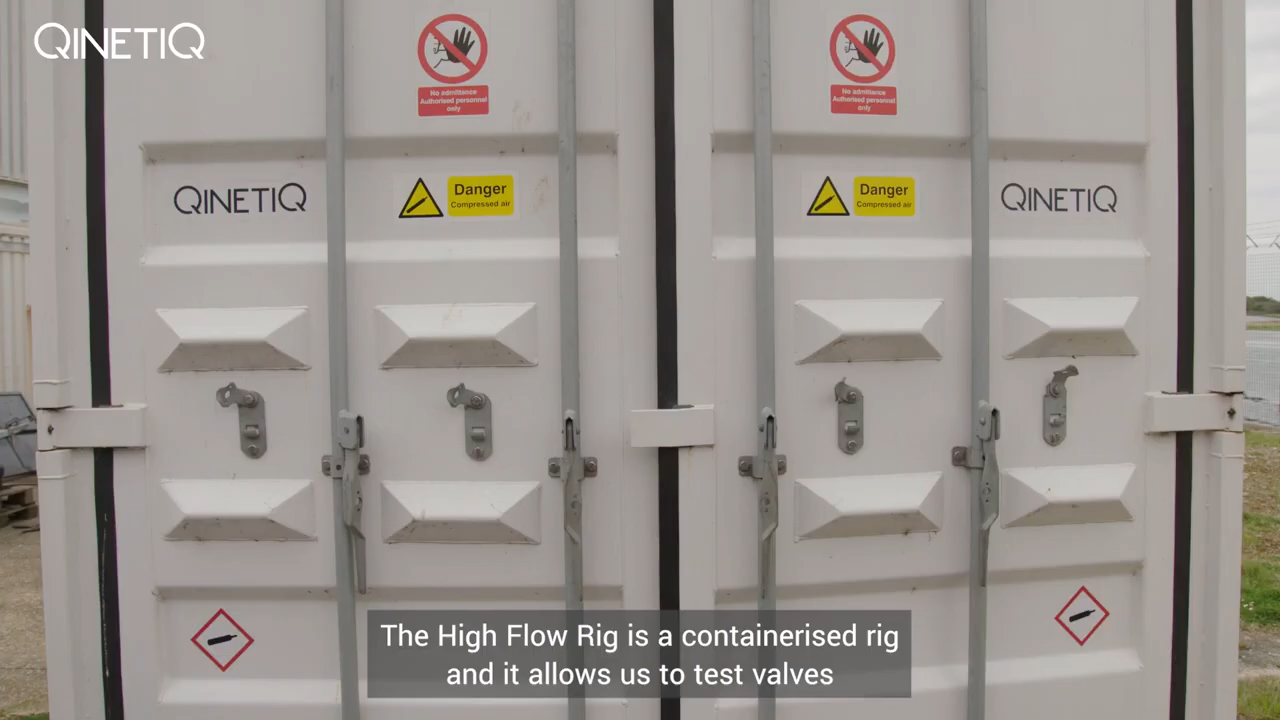 QINETIQ
No admittance
Authorised personnel
only
No admittance
Authorised personnel
only
QINETIQ
Danger
Compressed air
Danger
Compressed air
QINETIQ
The High Flow Rig is a containerised rig
and it allows us to test valves